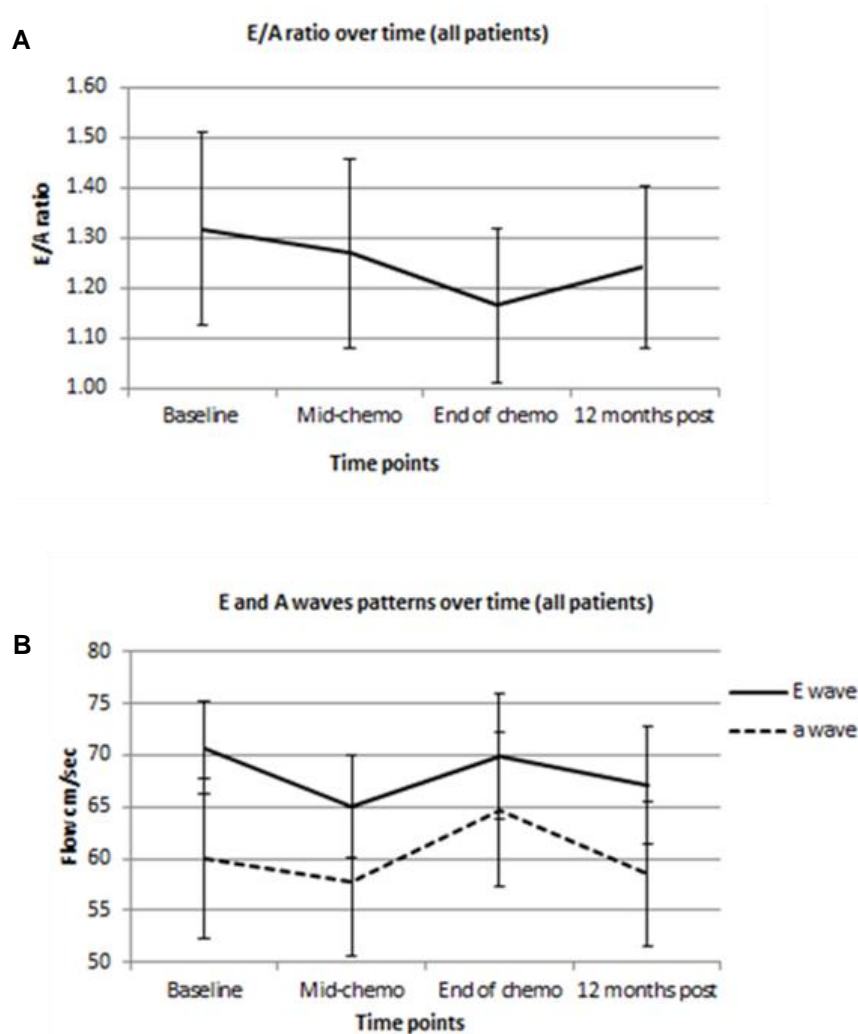 A
E/A ratio over time (all patients)
1.60
1.50
1.40
1.30
1.20
1.10
1.00
E/A ratio
Baseline Mid-chemo End of chemo 12 months post
Time points
B
E and A waves patterns over time (all patients)
80
75
70
65
60
55
50
Flow cm/sec
E wave
a wave
Baseline Mid-chemo End of chemo 12 months post
Time points